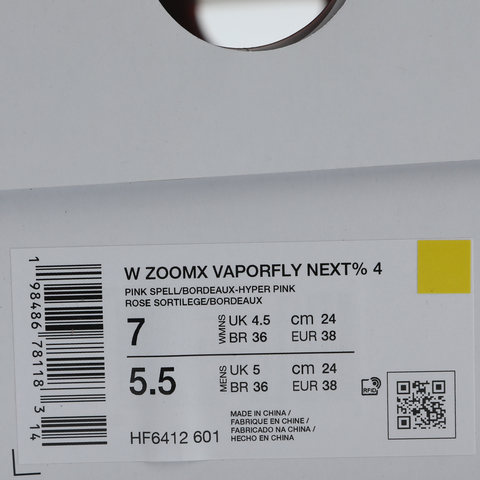 W ZOOMX VAPORFLY NEXT% 4
PINK SPELL/BORDEAUX-HYPER PINK
ROSE SORTILEGE/BORDEAUX
7 WMNS UK 4.5 cm 24
BR 36 EUR 38
5.5 MENS UK 5 cm 24
BR 36 EUR 38
RFID
HF6412 601
MADE IN CHINA /
FABRIQUE EN CHINE /
FABRICADO NA CHINA /
HECHO EN CHINA
1 98486 78118 3 14